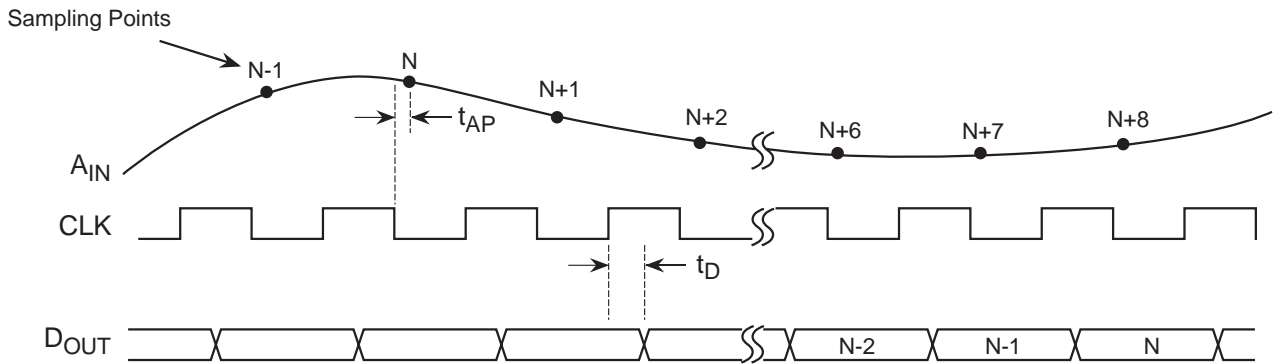 Sampling Points
N-1
N
N+1
N+2
N+6
N+7
N+8
tAP
AIN
CLK
tD
DOUT
N-2
N-1
N